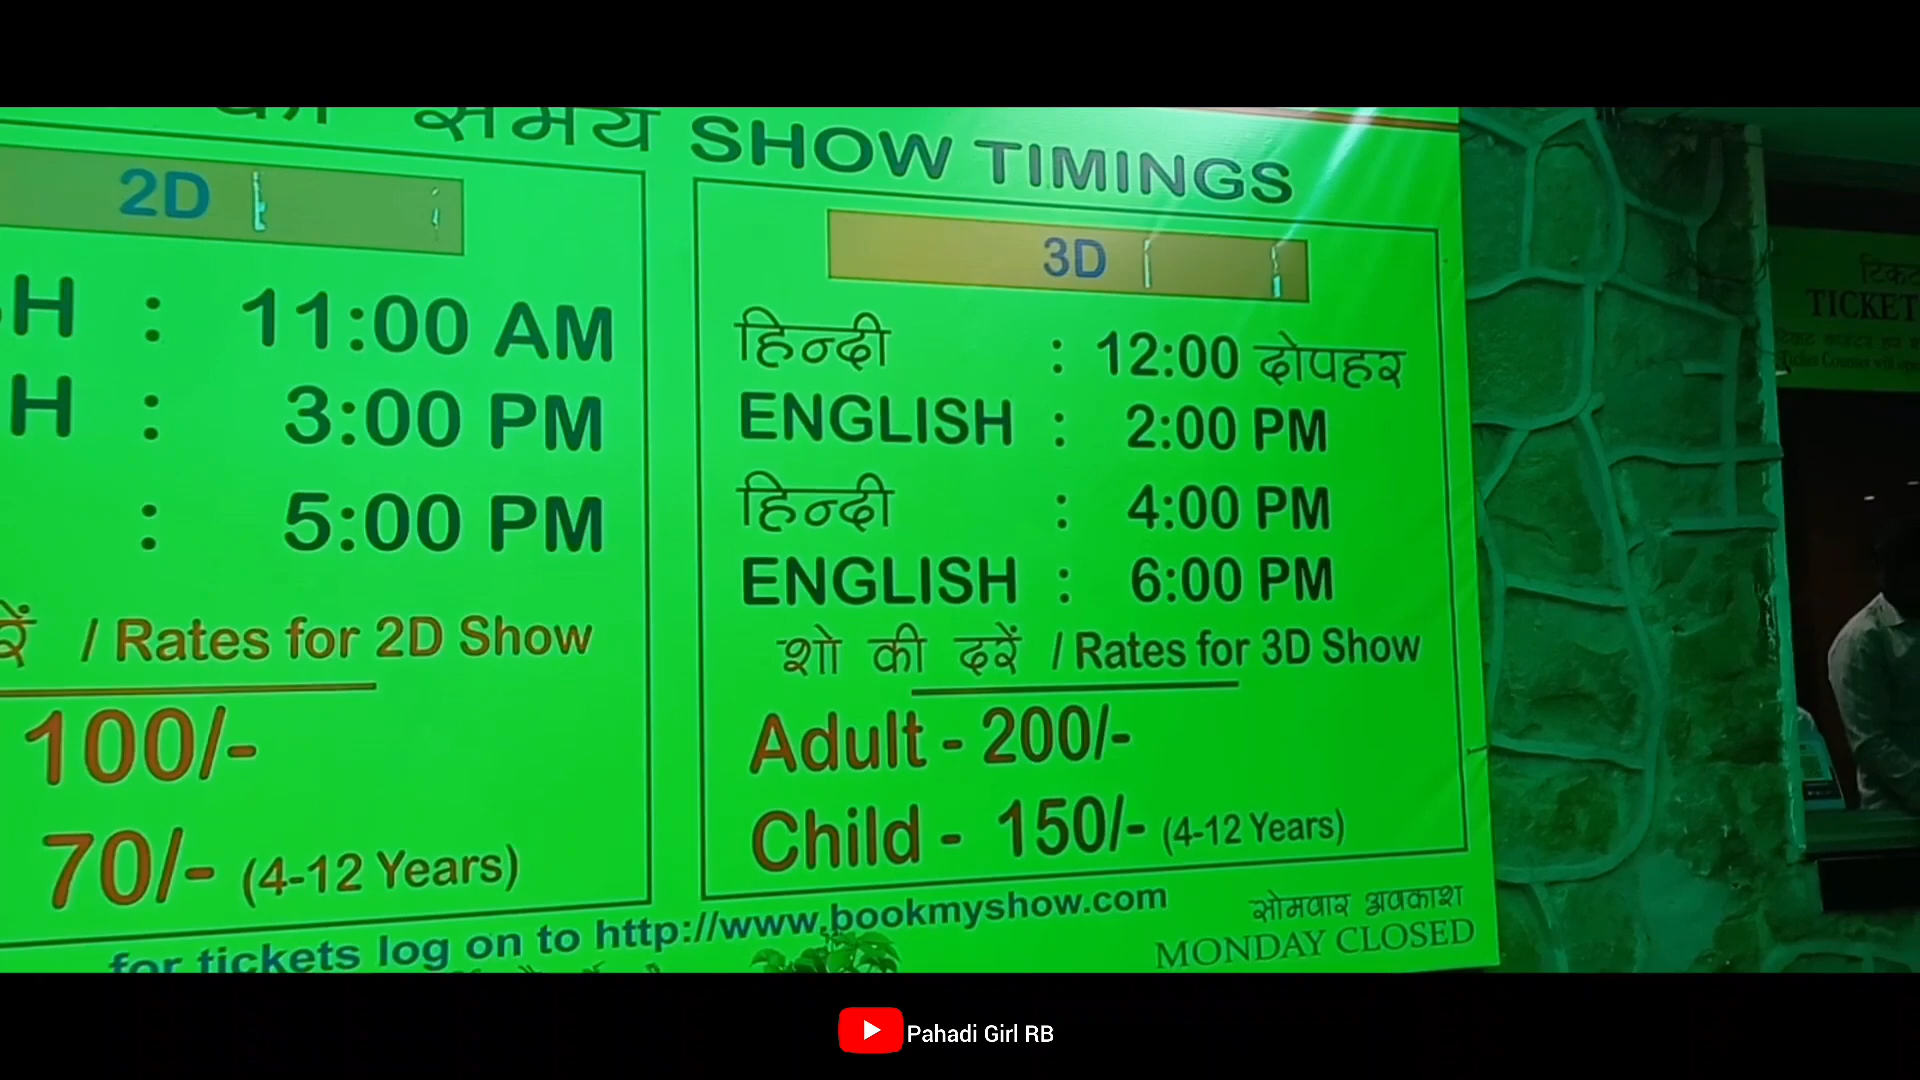 का समय SHOW TIMINGS
2D
H : 11:00 AM
H : 3:00 PM
: 5:00 PM
रें / Rates for 2D Show
100/-
70/- (4-12 Years)
3D
हिन्दी : 12:00 दोपहर
ENGLISH : 2:00 PM
हिन्दी : 4:00 PM
ENGLISH : 6:00 PM
शो की दरें / Rates for 3D Show
Adult - 200/-
Child - 150/- (4-12 Years)
for tickets log on to http://www.bookmyshow.com
सोमवार अवकाश
MONDAY CLOSED
TICKET
Pahadi Girl RB